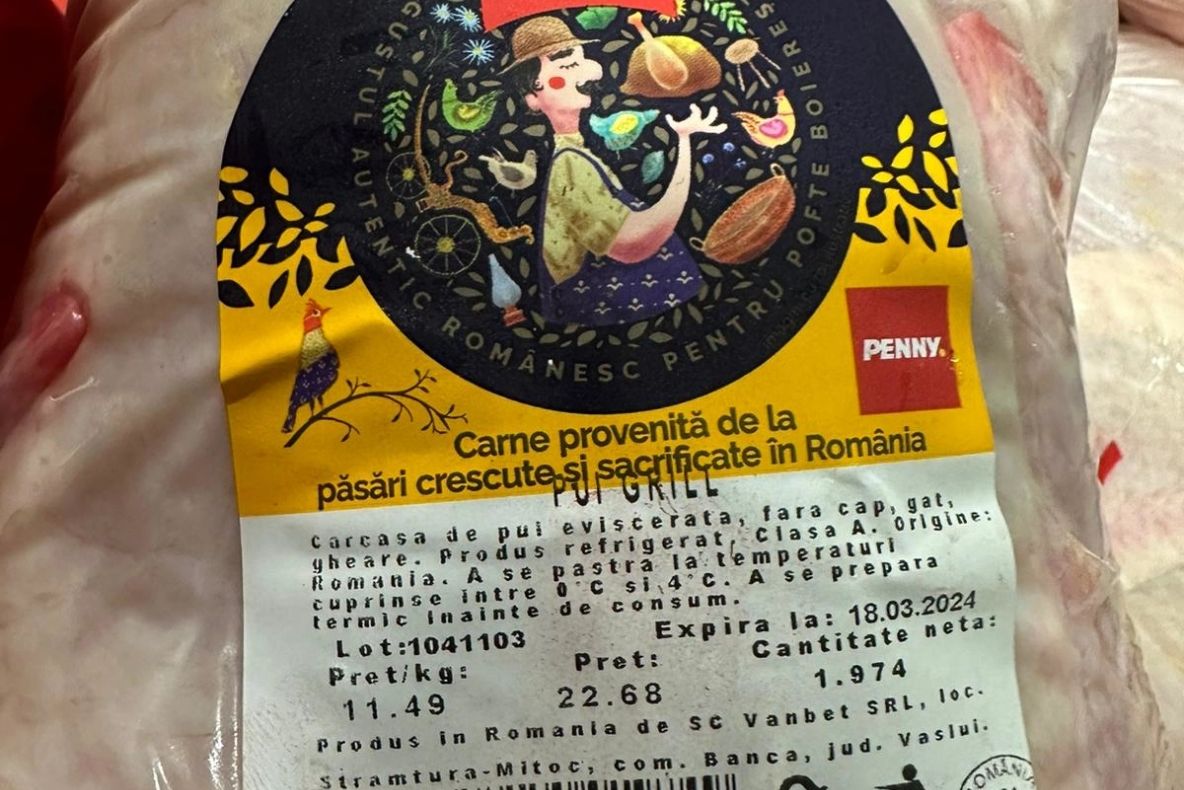 GUSTUL AUTENTIC ROMÂNESC PENTRU POFTE BOIEREȘ
PENNY.
Carne provenită de la
păsări crescute și sacrificate în România
PUI GRILL
Carcasa de pui eviscerata, fara cap, gat,
gheare. Produs refrigerat, Clasa A. Origine:
Romania. A se pastra la temperaturi
cuprinse intre 0°C si 4°C. A se prepara
termic inainte de consum.
Lot:1041103
Expira la: 18.03.2024
Pret/kg:
Pret:
Cantitate neta:
11.49
22.68
1.974
Produs in Romania de SC Vanbet SRL, loc.
Stramtura-Mitoc, com. Banca, jud. Vaslui.
ROMÂNI